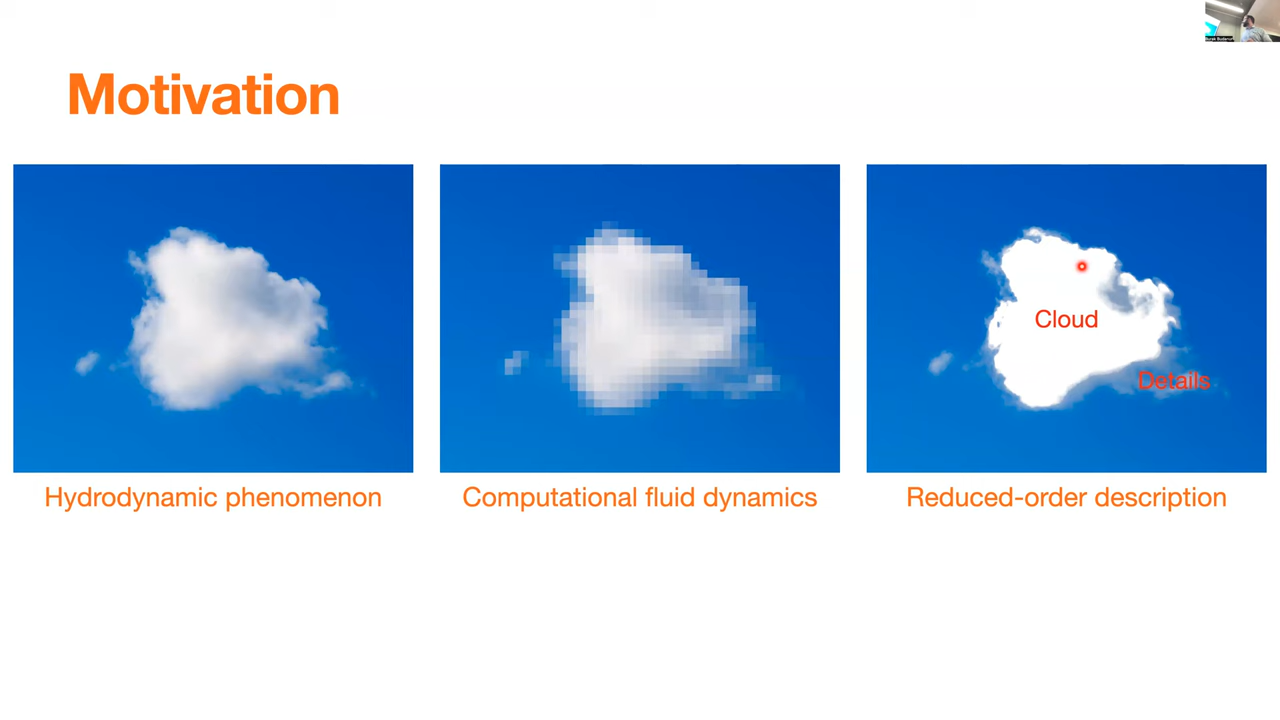 Motivation
Cloud
Details
Hydrodynamic phenomenon
Computational fluid dynamics
Reduced-order description